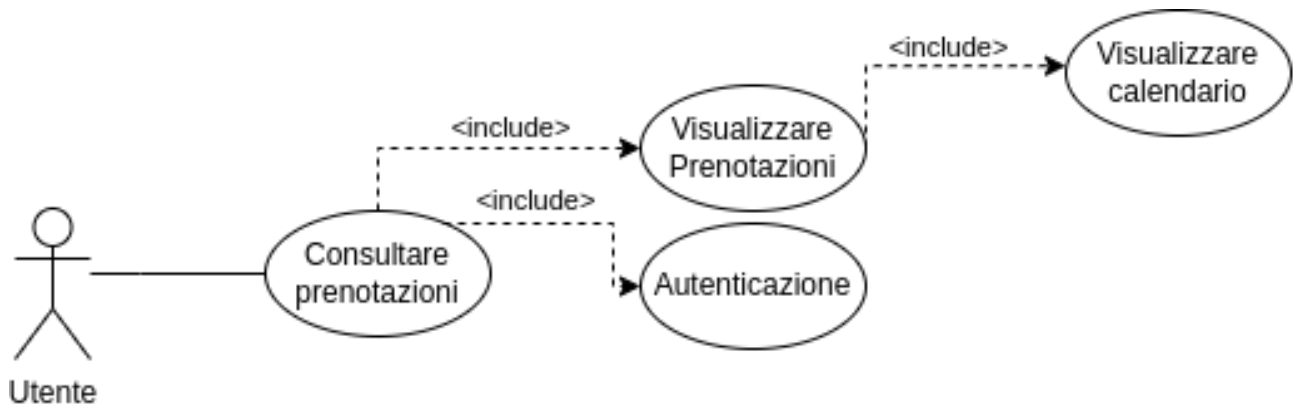 <include>
Visualizzare
calendario
<include>
Visualizzare
Prenotazioni
<include>
Consultare
prenotazioni
Autenticazione
Utente